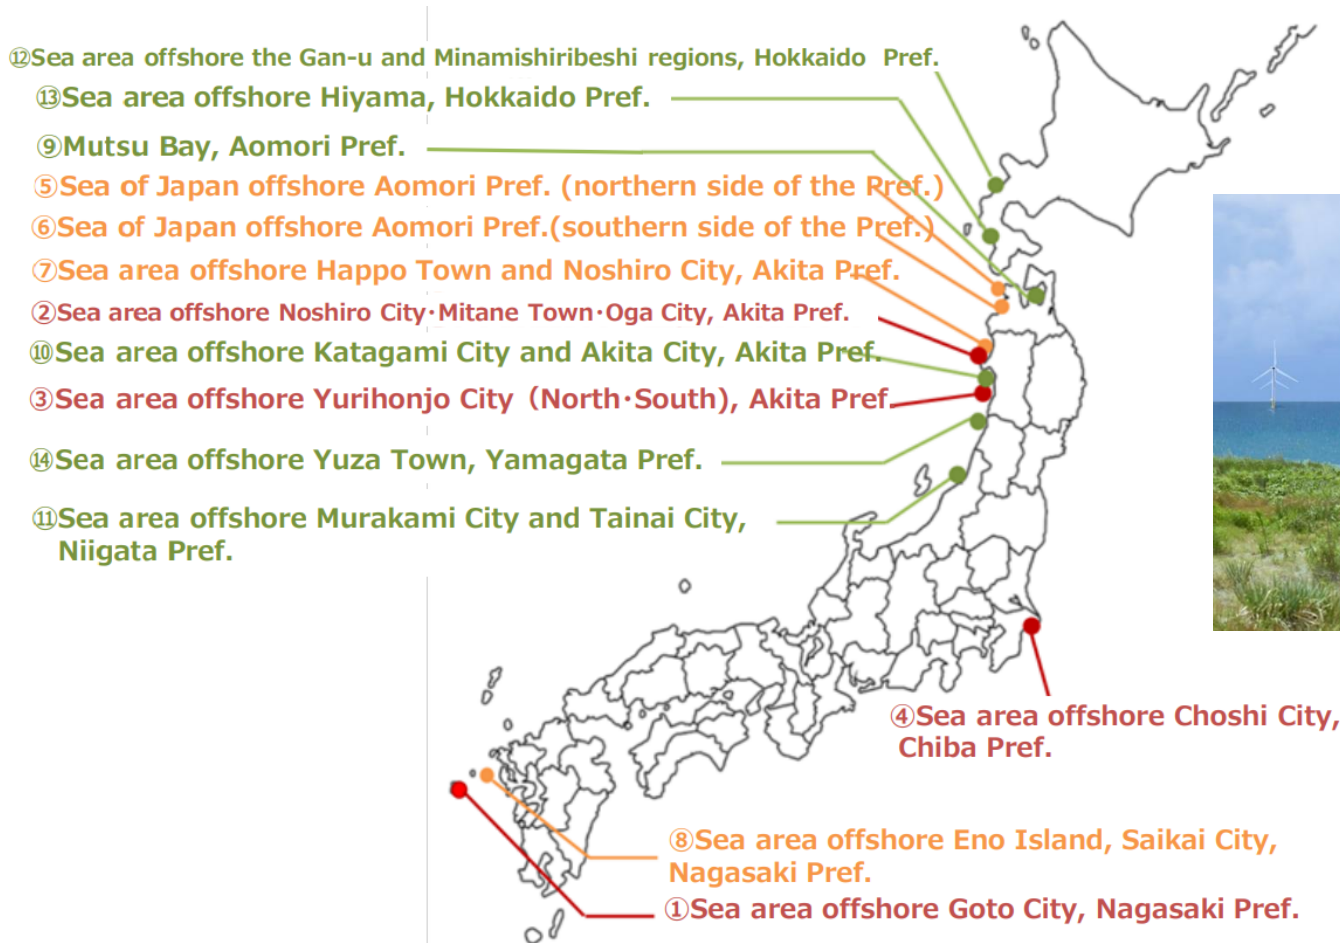 ⑫Sea area offshore the Gan-u and Minamishiribeshi regions, Hokkaido Pref.
⑬Sea area offshore Hiyama, Hokkaido Pref.
⑨Mutsu Bay, Aomori Pref.
⑤Sea of Japan offshore Aomori Pref. (northern side of the Pref.)
⑥Sea of Japan offshore Aomori Pref.(southern side of the Pref.)
⑦Sea area offshore Happo Town and Noshiro City, Akita Pref.
②Sea area offshore Noshiro City･Mitane Town･Oga City, Akita Pref.
⑩Sea area offshore Katagami City and Akita City, Akita Pref.
③Sea area offshore Yurihonjo City（North･South), Akita Pref.
⑭Sea area offshore Yuza Town, Yamagata Pref.
⑪Sea area offshore Murakami City and Tainai City,
Niigata Pref.
④Sea area offshore Choshi City,
Chiba Pref.
⑧Sea area offshore Eno Island, Saikai City,
Nagasaki Pref.
①Sea area offshore Goto City, Nagasaki Pref.